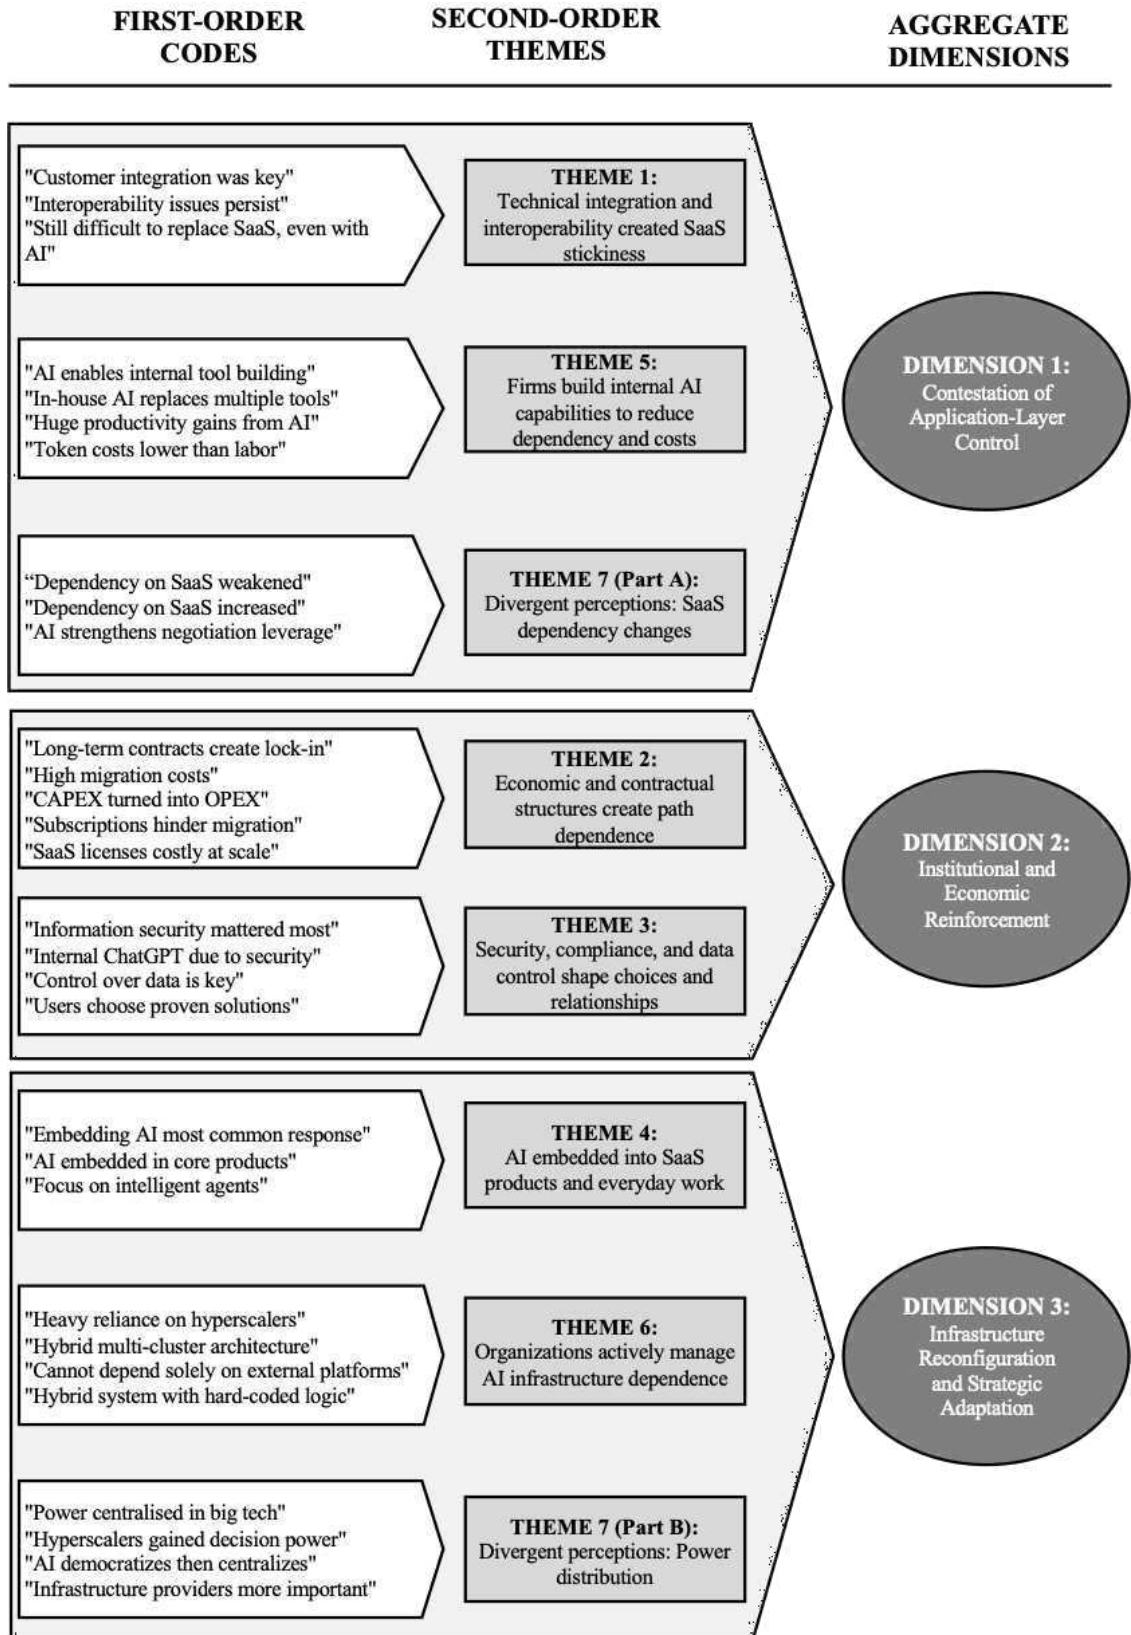 FIRST-ORDER
CODES
SECOND-ORDER
THEMES
AGGREGATE
DIMENSIONS
"Customer integration was key"
"Interoperability issues persist"
"Still difficult to replace SaaS, even with
AI"
THEME 1:
Technical integration and
interoperability created SaaS
stickiness
"AI enables internal tool building"
"In-house AI replaces multiple tools"
"Huge productivity gains from AI"
"Token costs lower than labor"
THEME 5:
Firms build internal AI
capabilities to reduce
dependency and costs
“Dependency on SaaS weakened"
"Dependency on SaaS increased"
"AI strengthens negotiation leverage"
THEME 7 (Part A):
Divergent perceptions: SaaS
dependency changes
DIMENSION 1:
Contestation of
Application-Layer
Control
"Long-term contracts create lock-in"
"High migration costs"
"CAPEX turned into OPEX"
"Subscriptions hinder migration"
"SaaS licenses costly at scale"
THEME 2:
Economic and contractual
structures create path
dependence
"Information security mattered most"
"Internal ChatGPT due to security"
"Control over data is key"
"Users choose proven solutions"
THEME 3:
Security, compliance, and data
control shape choices and
relationships
DIMENSION 2:
Institutional and
Economic
Reinforcement
"Embedding AI most common response"
"AI embedded in core products"
"Focus on intelligent agents"
THEME 4:
AI embedded into SaaS
products and everyday work
"Heavy reliance on hyperscalers"
"Hybrid multi-cluster architecture"
"Cannot depend solely on external platforms"
"Hybrid system with hard-coded logic"
THEME 6:
Organizations actively manage
AI infrastructure dependence
"Power centralised in big tech"
"Hyperscalers gained decision power"
"AI democratizes then centralizes"
"Infrastructure providers more important"
THEME 7 (Part B):
Divergent perceptions: Power
distribution
DIMENSION 3:
Infrastructure
Reconfiguration
and Strategic
Adaptation